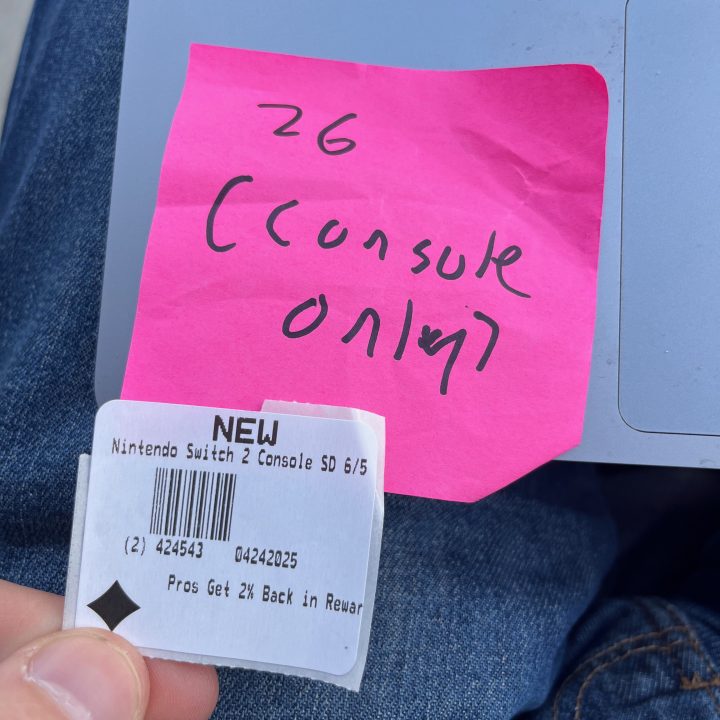 26
(Console
only)
NEW
Nintendo Switch 2 Console SD 6/5
(2) 424543 04242025
Pros Get 2% Back in Rewar